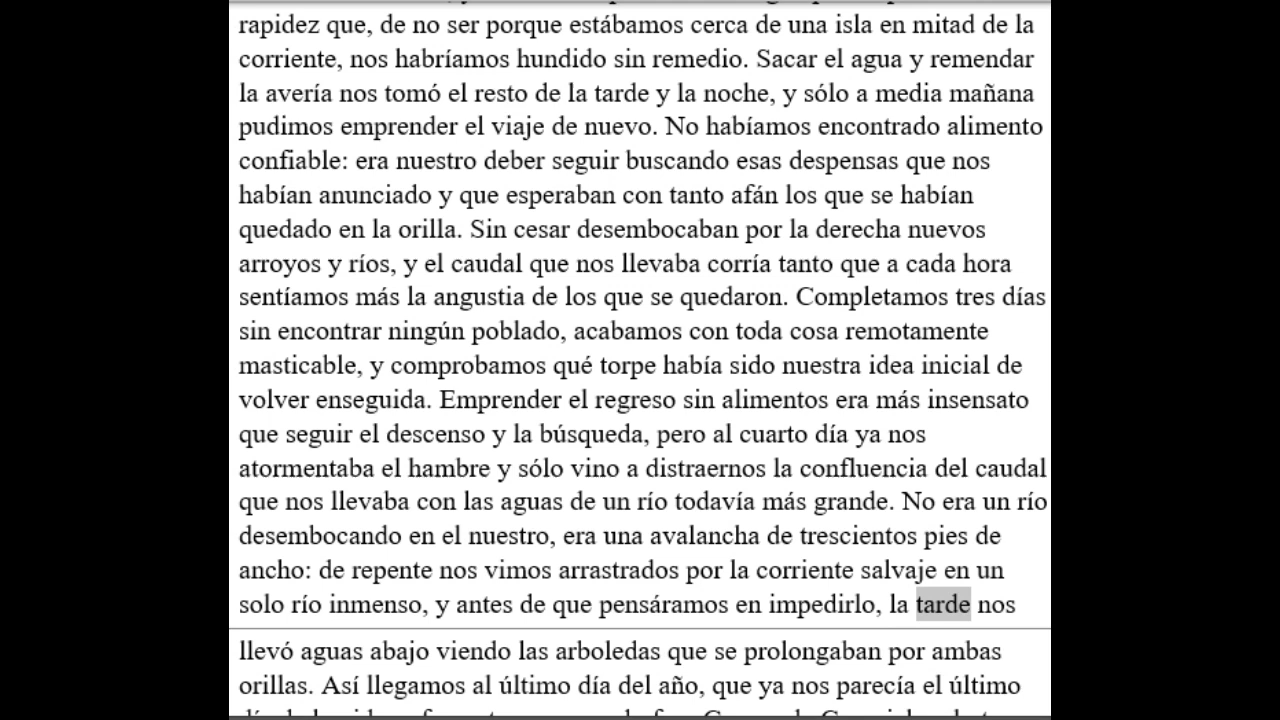 rapidez que, de no ser porque estábamos cerca de una isla en mitad de la
corriente, nos habríamos hundido sin remedio. Sacar el agua y remendar
la avería nos tomó el resto de la tarde y la noche, y sólo a media mañana
pudimos emprender el viaje de nuevo. No habíamos encontrado alimento
confiable: era nuestro deber seguir buscando esas despensas que nos
habían anunciado y que esperaban con tanto afán los que se habían
quedado en la orilla. Sin cesar desembocaban por la derecha nuevos
arroyos y ríos, y el caudal que nos llevaba corría tanto que a cada hora
sentíamos más la angustia de los que se quedaron. Completamos tres días
sin encontrar ningún poblado, acabamos con toda cosa remotamente
masticable, y comprobamos qué torpe había sido nuestra idea inicial de
volver enseguida. Emprender el regreso sin alimentos era más insensato
que seguir el descenso y la búsqueda, pero al cuarto día ya nos
atormentaba el hambre y sólo vino a distraernos la confluencia del caudal
que nos llevaba con las aguas de un río todavía más grande. No era un río
desembocando en el nuestro, era una avalancha de trescientos pies de
ancho: de repente nos vimos arrastrados por la corriente salvaje en un
solo río inmenso, y antes de que pensáramos en impedirlo, la tarde nos
llevó aguas abajo viendo las arboledas que se prolongaban por ambas
orillas. Así llegamos al último día del año, que ya nos parecía el último